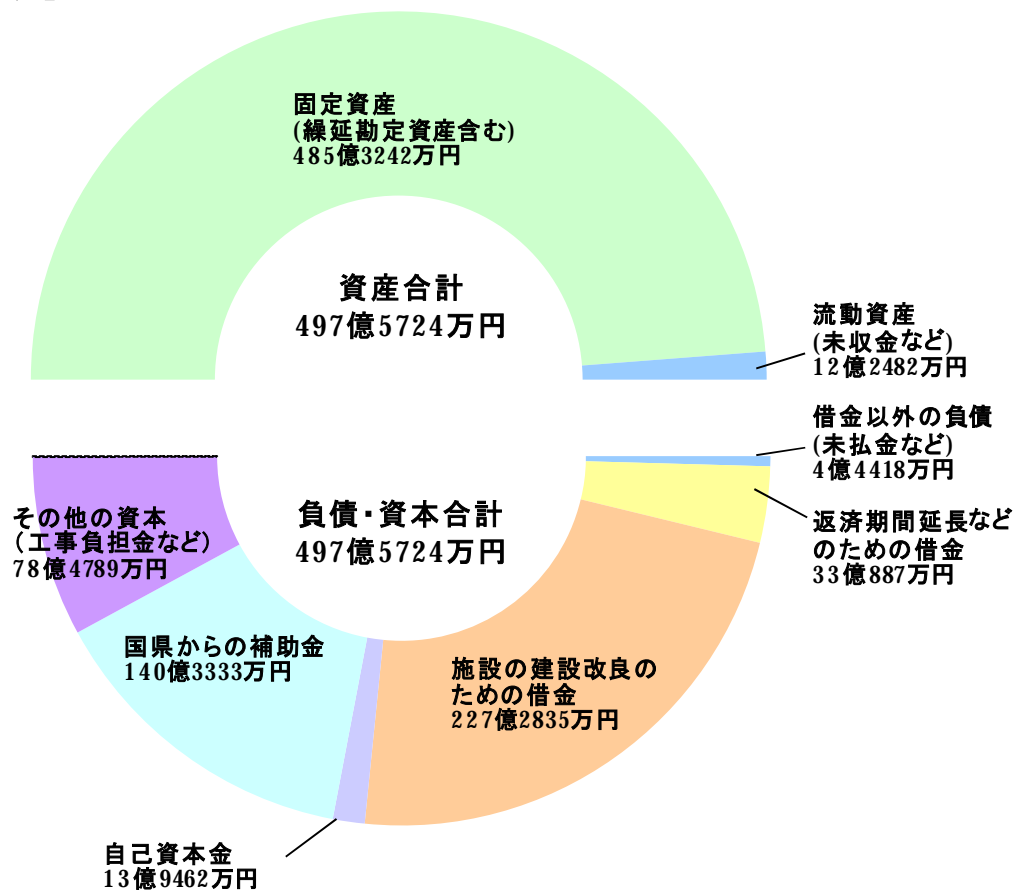 固定資産
(繰延勘定資産含む)
485億3242万円
資産合計
497億5724万円
流動資産
(未収金など)
12億2482万円
借金以外の負債
(未払金など)
4億4418万円
負債・資本合計
497億5724万円
その他の資本
（工事負担金など）
78億4789万円
返済期間延長など
のための借金
33億887万円
国県からの補助金
140億3333万円
施設の建設改良の
ための借金
227億2835万円
自己資本金
13億9462万円